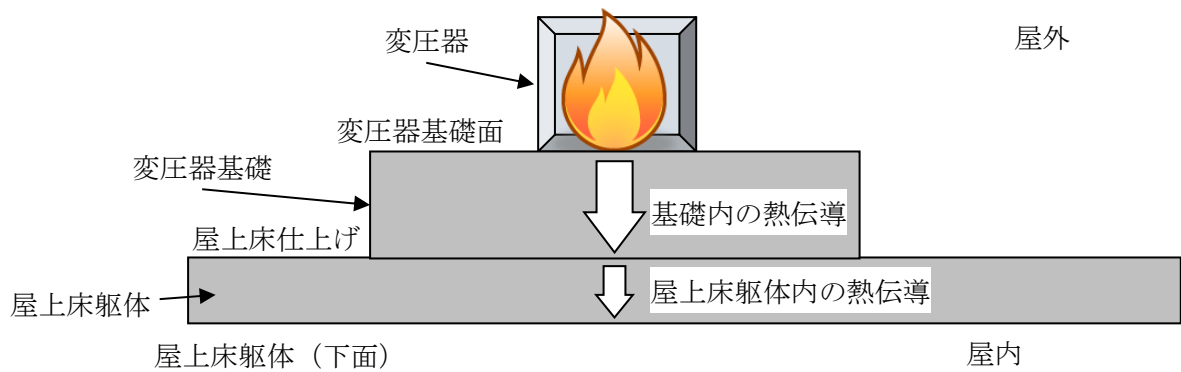 屋外
変圧器
変圧器基礎面
変圧器基礎
基礎内の熱伝導
屋上床仕上げ
屋上床躯体
屋上床躯体内の熱伝導
屋上床躯体（下面）
屋内